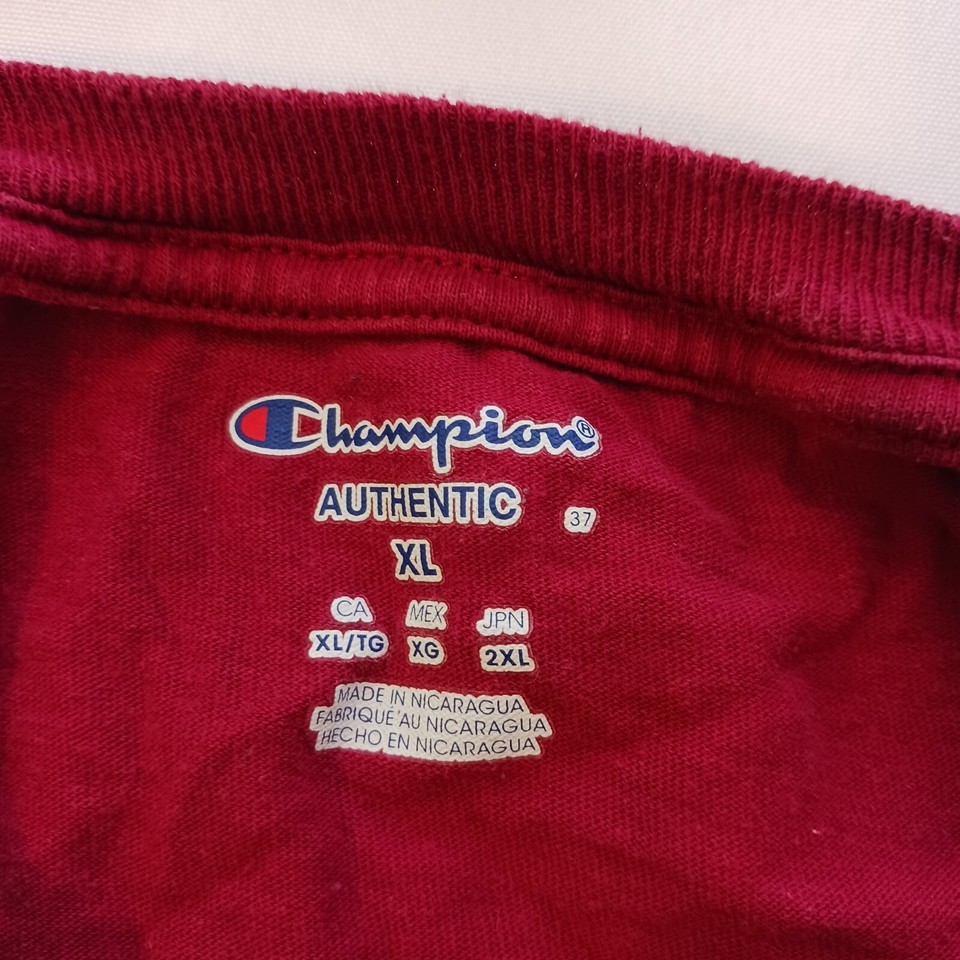 Champion®
AUTHENTIC 37
XL
CA MEX JPN
XL/TG XG 2XL
MADE IN NICARAGUA
FABRIQUÉ AU NICARAGUA
HECHO EN NICARAGUA